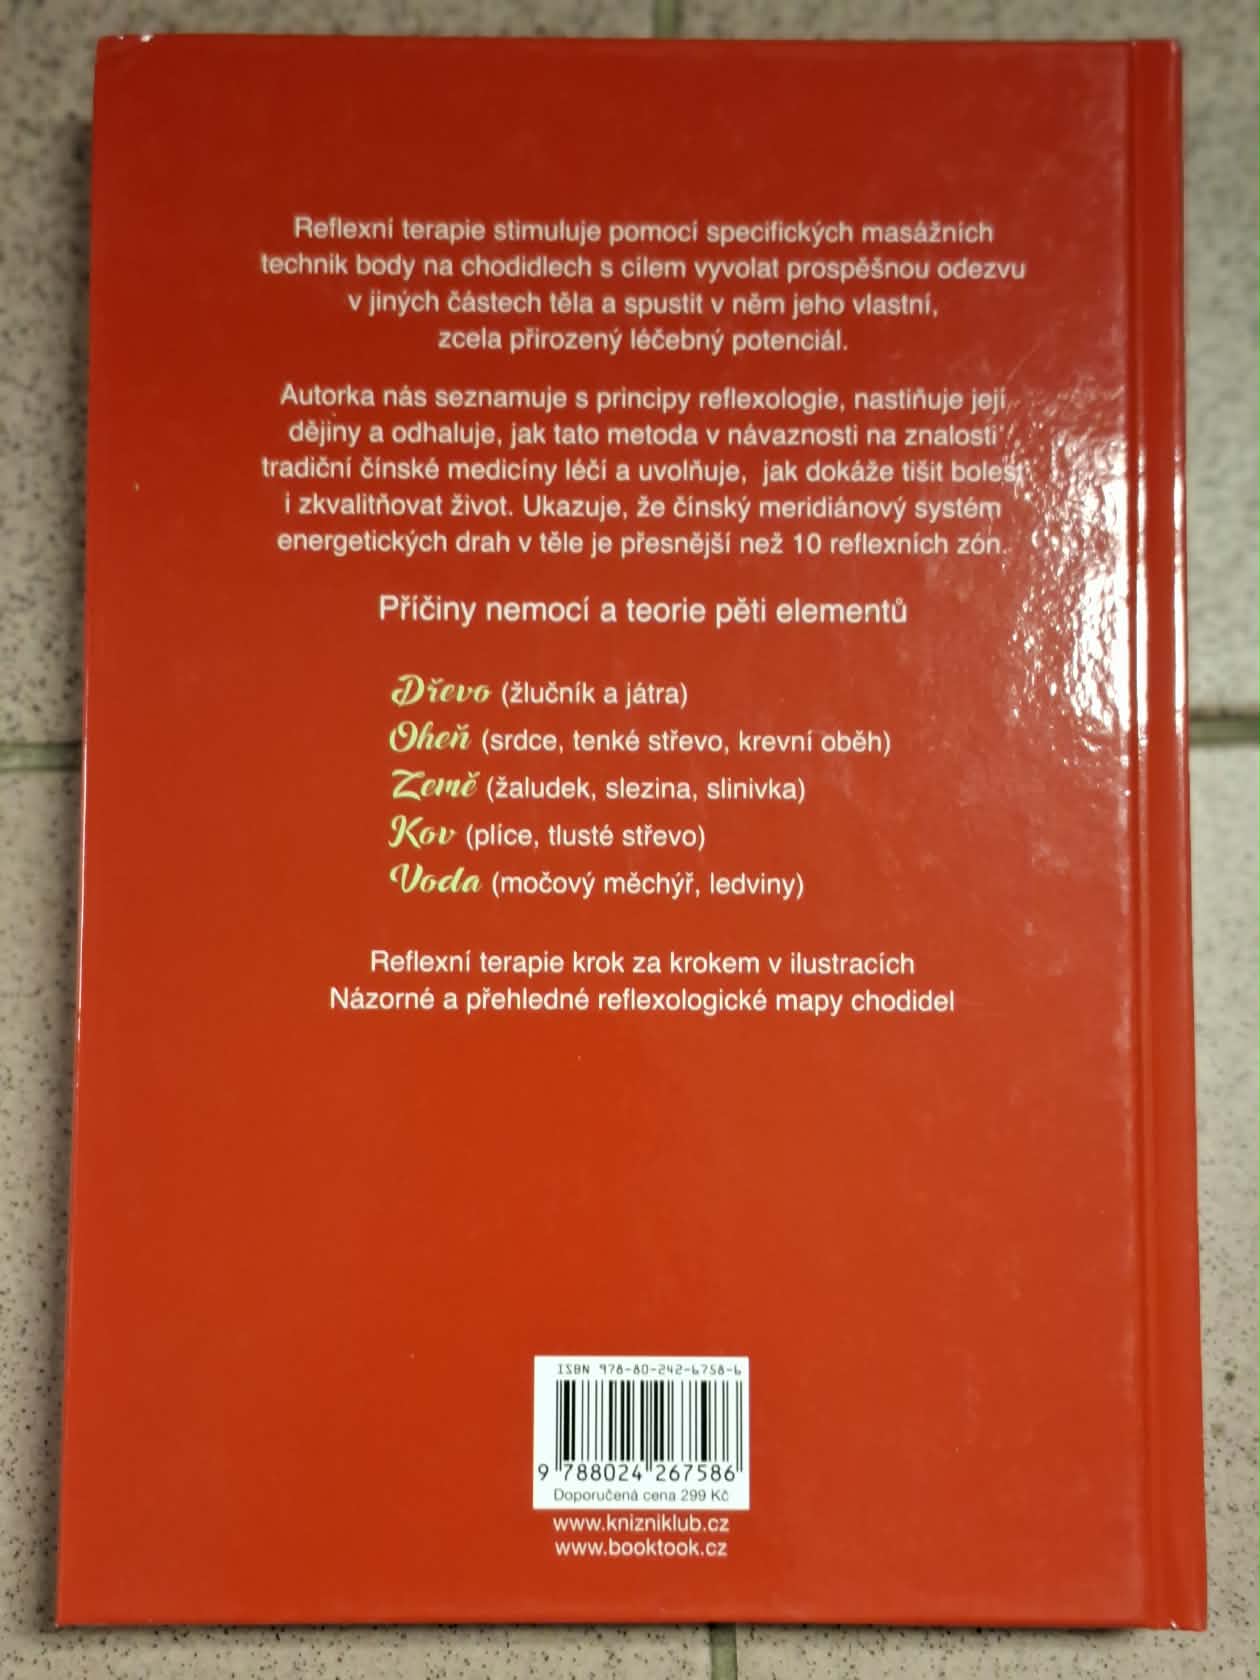 Reflexní terapie stimuluje pomocí specifických masážních
technik body na chodidlech s cílem vyvolat prospěšnou odezvu
v jiných částech těla a spustit v něm jeho vlastní,
zcela přirozený léčebný potenciál.
Autorka nás seznamuje s principy reflexologie, nastiňuje její
dějiny a odhaluje, jak tato metoda v návaznosti na znalosti
tradiční čínské medicíny léčí a uvolňuje, jak dokáže tišit bolest
i zkvalitňovat život. Ukazuje, že čínský meridiánový systém
energetických drah v těle je přesnější než 10 reflexních zón.
Příčiny nemocí a teorie pěti elementů
Dřevo (žlučník a játra)
Oheň (srdce, tenké střevo, krevní oběh)
Země (žaludek, slezina, slinivka)
Kov (plíce, tlusté střevo)
Voda (močový měchýř, ledviny)
Reflexní terapie krok za krokem v ilustracích
Názorné a přehledné reflexologické mapy chodidel
ISBN 978-80-242-6758-6
9 788024 267586
Doporučená cena 299 Kč
www.knizniklub.cz
www.booktook.cz